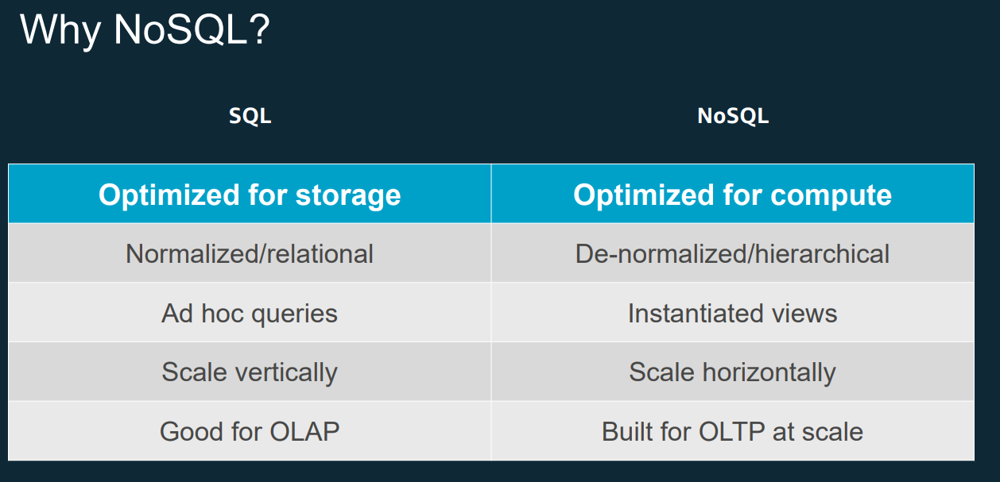 Why NoSQL?
SQL
NoSQL
Optimized for storage
Optimized for compute
Normalized/relational
De-normalized/hierarchical
Ad hoc queries
Instantiated views
Scale vertically
Scale horizontally
Good for OLAP
Built for OLTP at scale